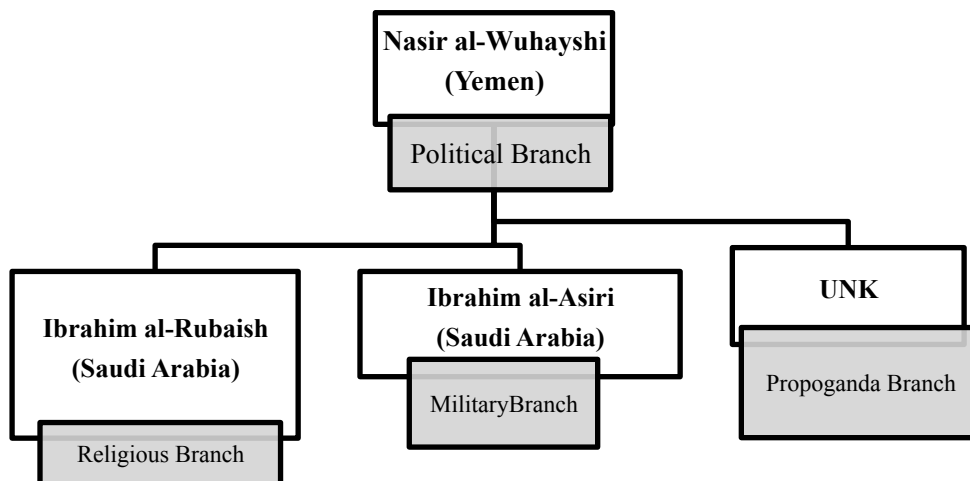 Nasir al-Wuhayshi
(Yemen)
Political Branch
Ibrahim al-Rubaish
(Saudi Arabia)
Religious Branch
Ibrahim al-Asiri
(Saudi Arabia)
MilitaryBranch
UNK
Propoganda Branch